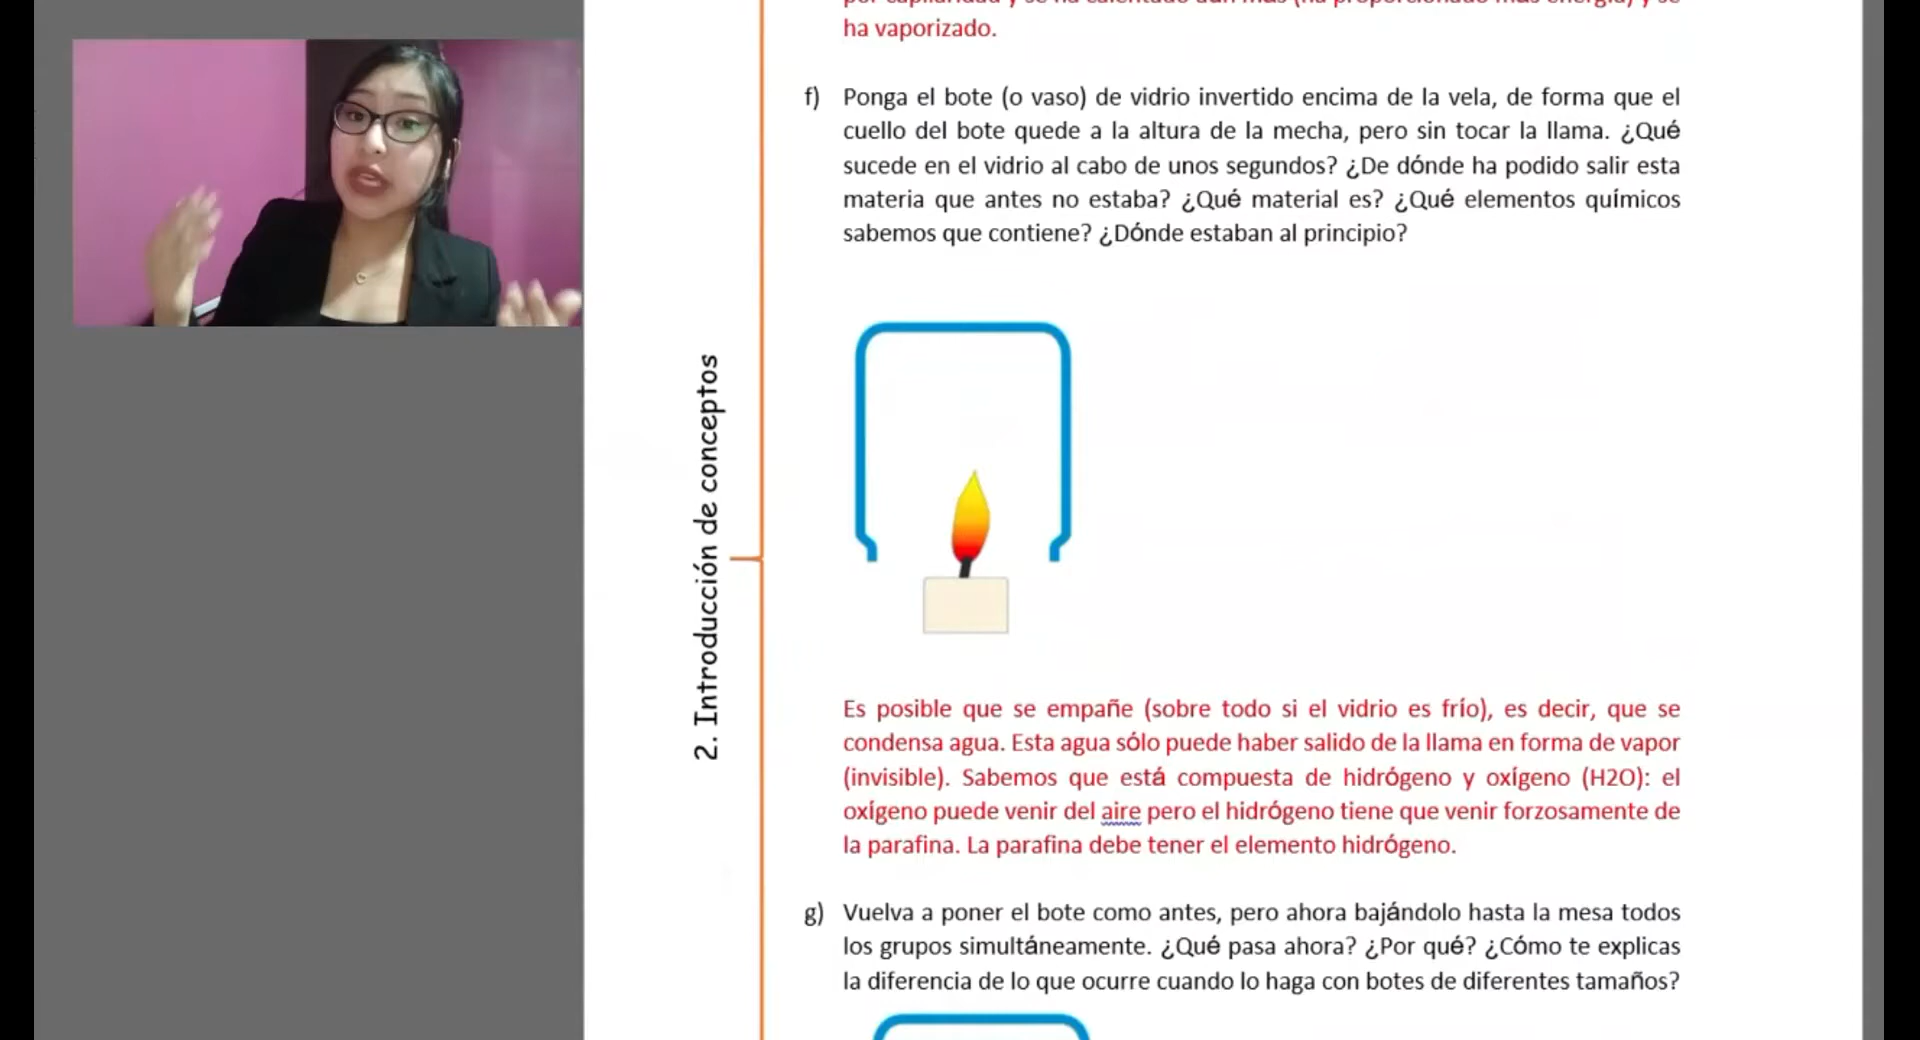 ha vaporizado.
f) Ponga el bote (o vaso) de vidrio invertido encima de la vela, de forma que el
cuello del bote quede a la altura de la mecha, pero sin tocar la llama. ¿Qué
sucede en el vidrio al cabo de unos segundos? ¿De dónde ha podido salir esta
materia que antes no estaba? ¿Qué material es? ¿Qué elementos químicos
sabemos que contiene? ¿Dónde estaban al principio?
2. Introducción de conceptos
Es posible que se empañe (sobre todo si el vidrio es frío), es decir, que se
condensa agua. Esta agua sólo puede haber salido de la llama en forma de vapor
(invisible). Sabemos que está compuesta de hidrógeno y oxígeno (H2O): el
oxígeno puede venir del aire pero el hidrógeno tiene que venir forzosamente de
la parafina. La parafina debe tener el elemento hidrógeno.
g) Vuelva a poner el bote como antes, pero ahora bajándolo hasta la mesa todos
los grupos simultáneamente. ¿Qué pasa ahora? ¿Por qué? ¿Cómo te explicas
la diferencia de lo que ocurre cuando lo haga con botes de diferentes tamaños?